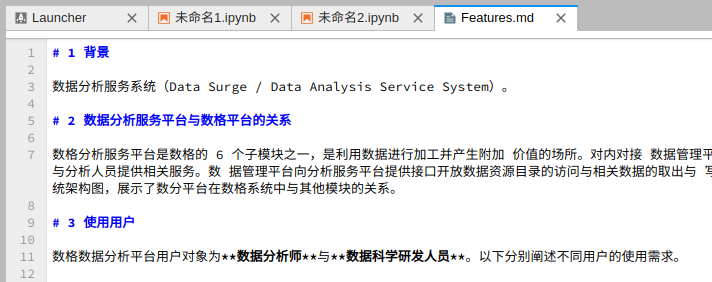 Launcher
未命名1.ipynb
未命名2.ipynb
Features.md
1 # 1 背景
2
3 数据分析服务系统（Data Surge / Data Analysis Service System）。
4
5 # 2 数据分析服务平台与数格平台的关系
6
7 数格分析服务平台是数格的 6 个子模块之一，是利用数据进行加工并产生附加 价值的场所。对内对接 数据管理平
与分析人员提供相关服务。数 据管理平台向分析服务平台提供接口开放数据资源目录的访问与相关数据的取出与 写
统架构图，展示了数分平台在数格系统中与其他模块的关系。
8
9 # 3 使用用户
10
11 数格数据分析平台用户对象为**数据分析师**与**数据科学研发人员**。以下分别阐述不同用户的使用需求。
12